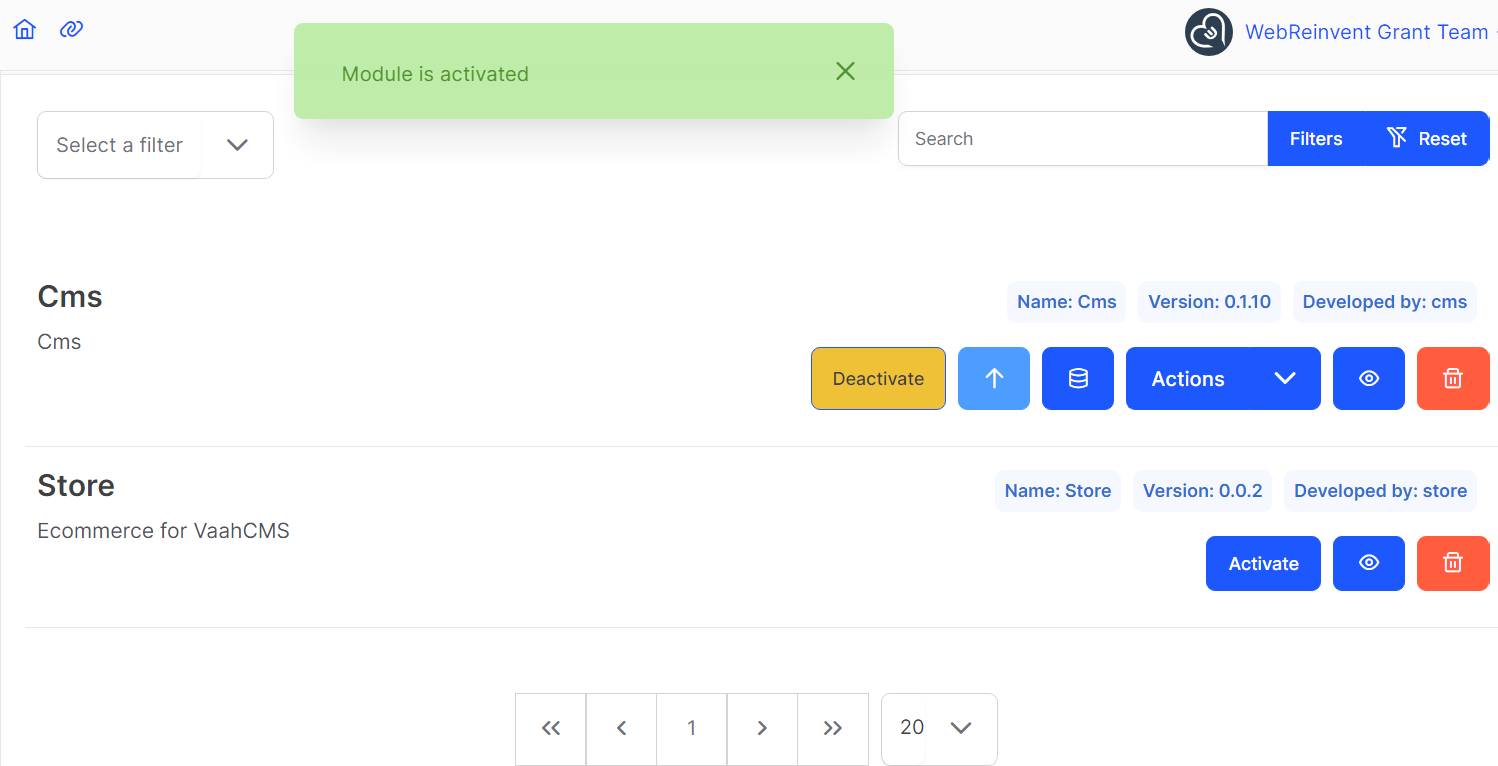 WebReinvent Grant Team
Module is activated
Select a filter
Search
Filters
Reset
Cms
Name: Cms
Version: 0.1.10
Developed by: cms
Cms
Deactivate
Actions
Store
Name: Store
Version: 0.0.2
Developed by: store
Ecommerce for VaahCMS
Activate
1
20